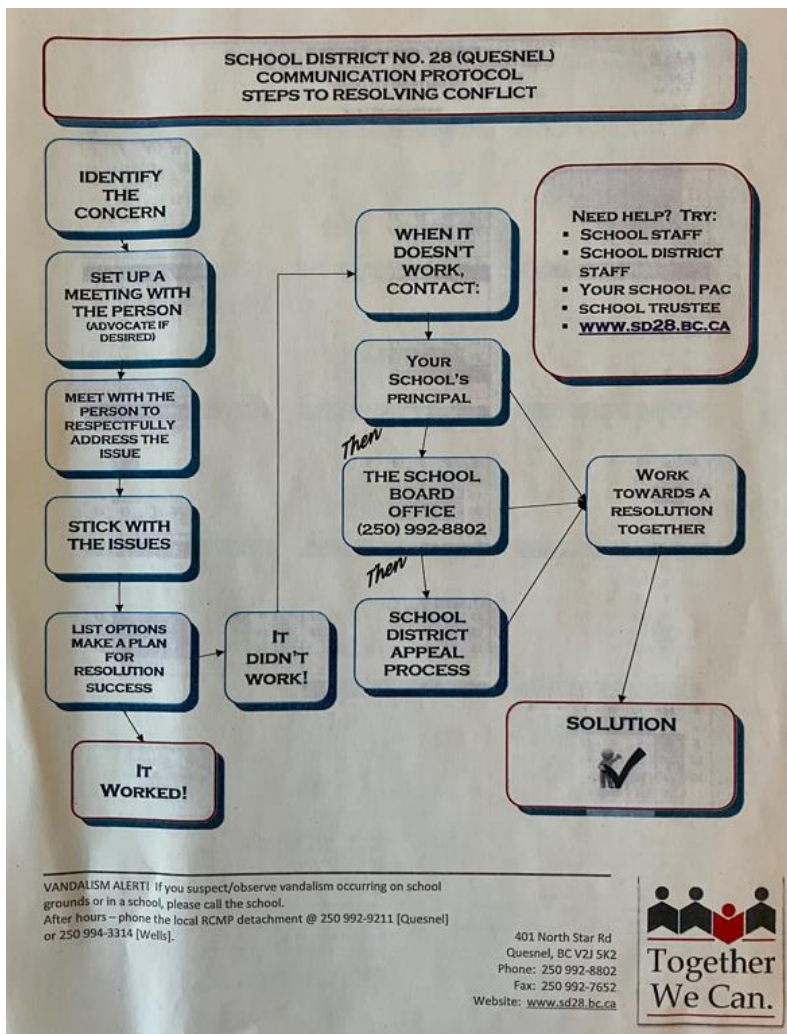 SCHOOL DISTRICT NO. 28 (QUESNEL)
COMMUNICATION PROTOCOL
STEPS TO RESOLVING CONFLICT
IDENTIFY
THE
CONCERN
SET UP A
MEETING WITH
THE PERSON
(ADVOCATE IF
DESIRED)
MEET WITH THE
PERSON TO
RESPECTFULLY
ADDRESS THE
ISSUE
STICK WITH
THE ISSUES
LIST OPTIONS
MAKE A PLAN
FOR
RESOLUTION
SUCCESS
IT
WORKED!
IT
DIDN'T
WORK!
WHEN IT
DOESN'T
WORK,
CONTACT:
YOUR
SCHOOL'S
PRINCIPAL
Then
THE SCHOOL
BOARD
OFFICE
(250) 992-8802
Then
SCHOOL
DISTRICT
APPEAL
PROCESS
NEED HELP? TRY:
▪ SCHOOL STAFF
▪ SCHOOL DISTRICT
STAFF
▪ YOUR SCHOOL PAC
▪ SCHOOL TRUSTEE
▪ WWW.SD28.BC.CA
WORK
TOWARDS A
RESOLUTION
TOGETHER
SOLUTION
VANDALISM ALERT! If you suspect/observe vandalism occurring on school
grounds or in a school, please call the school.
After hours – phone the local RCMP detachment @ 250 992-9211 [Quesnel]
or 250 994-3314 [Wells].
401 North Star Rd
Quesnel, BC V2J 5K2
Phone: 250 992-8802
Fax: 250 992-7652
Website: www.sd28.bc.ca
Together
We Can.